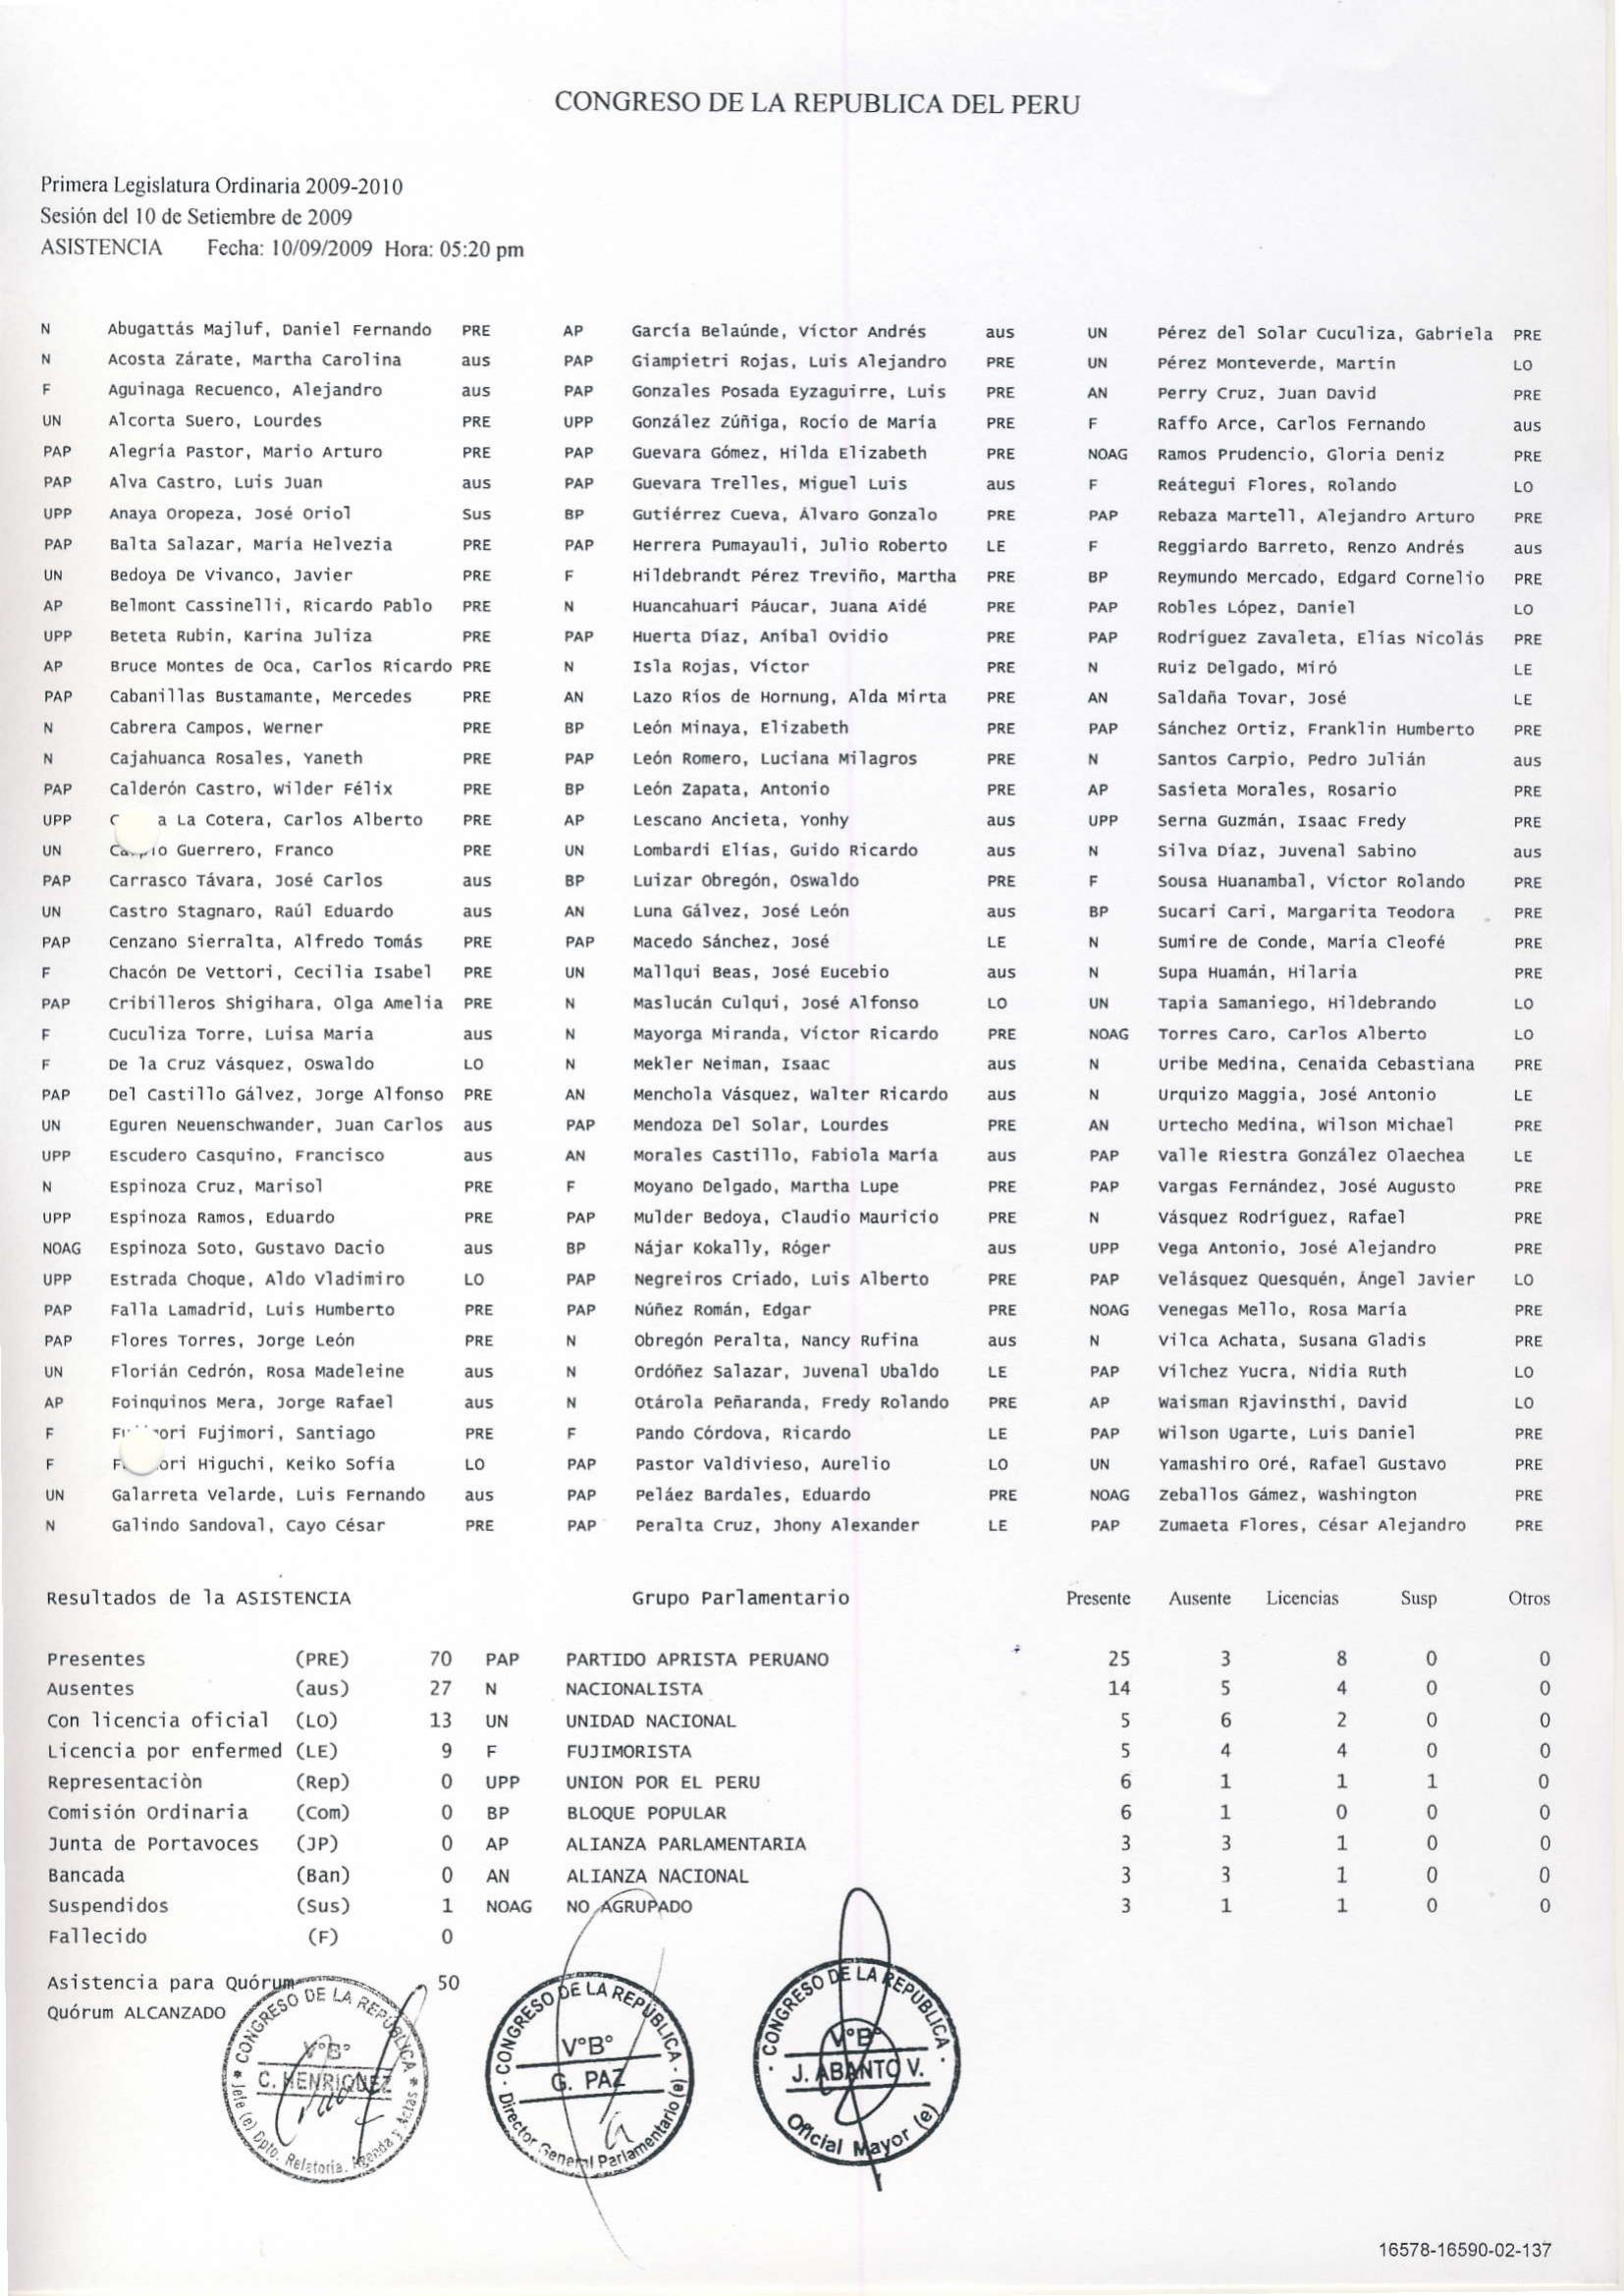 CONGRESO DE LA REPUBLICA DEL PERU
Primera Legislatura Ordinaria 2009-2010
Sesión del 10 de Setiembre de 2009
ASISTENCIA Fecha: 10/09/2009 Hora: 05:20 pm
N Abugattás Majluf, Daniel Fernando PRE AP García Belaúnde, Víctor Andrés aus UN Pérez del Solar Cuculiza, Gabriela PRE
N Acosta Zárate, Martha Carolina aus PAP Giampietri Rojas, Luis Alejandro PRE UN Pérez Monteverde, Martín LO
F Aguinaga Recuenco, Alejandro aus PAP Gonzales Posada Eyzaguirre, Luis PRE AN Perry Cruz, Juan David PRE
UN Alcorta Suero, Lourdes PRE UPP González Zúñiga, Rocío de María PRE F Raffo Arce, Carlos Fernando aus
PAP Alegría Pastor, Mario Arturo PRE PAP Guevara Gómez, Hilda Elizabeth PRE NOAG Ramos Prudencio, Gloria Deniz PRE
PAP Alva Castro, Luis Juan aus PAP Guevara Trelles, Miguel Luis aus F Reátegui Flores, Rolando LO
UPP Anaya Oropeza, José Oriol Sus BP Gutiérrez Cueva, Álvaro Gonzalo PRE PAP Rebaza Martell, Alejandro Arturo PRE
PAP Balta Salazar, María Helvezia PRE PAP Herrera Pumayauli, Julio Roberto LE F Reggiardo Barreto, Renzo Andrés aus
UN Bedoya De Vivanco, Javier PRE F Hildebrandt Pérez Treviño, Martha PRE BP Reymundo Mercado, Edgard Cornelio PRE
AP Belmont Cassinelli, Ricardo Pablo PRE N Huancahuari Páucar, Juana Aidé PRE PAP Robles López, Daniel LO
UPP Beteta Rubín, Karina Juliza PRE PAP Huerta Díaz, Aníbal Ovidio PRE PAP Rodríguez Zavaleta, Elías Nicolás PRE
AP Bruce Montes de Oca, Carlos Ricardo PRE N Isla Rojas, Víctor PRE N Ruiz Delgado, Miró LE
PAP Cabanillas Bustamante, Mercedes PRE AN Lazo Ríos de Hornung, Alda Mirta PRE AN Saldaña Tovar, José LE
N Cabrera Campos, Werner PRE BP León Minaya, Elizabeth PRE PAP Sánchez Ortiz, Franklin Humberto PRE
N Cajahuanca Rosales, Yaneth PRE PAP León Romero, Luciana Milagros PRE N Santos Carpio, Pedro Julián aus
PAP Calderón Castro, Wilder Félix PRE BP León Zapata, Antonio PRE AP Sasieta Morales, Rosario PRE
UPP La Cotera, Carlos Alberto PRE AP Lescano Ancieta, Yonhy aus UPP Serna Guzmán, Isaac Fredy PRE
UN Guerrero, Franco PRE UN Lombardi Elías, Guido Ricardo aus N Silva Díaz, Juvenal Sabino aus
PAP Carrasco Távara, José Carlos aus BP Luizar Obregón, Oswaldo PRE F Sousa Huanambal, Víctor Rolando PRE
UN Castro Stagnaro, Raúl Eduardo aus AN Luna Gálvez, José León aus BP Sucari Cari, Margarita Teodora PRE
PAP Cenzano Sierralta, Alfredo Tomás PRE PAP Macedo Sánchez, José LE N Sumire de Conde, María Cleofé PRE
F Chacón De Vettori, Cecilia Isabel PRE UN Mallqui Beas, José Eucebio aus N Supa Huamán, Hilaria PRE
PAP Cribilleros Shigihara, Olga Amelia PRE N Maslucán Culqui, José Alfonso LO UN Tapia Samaniego, Hildebrando LO
F Cuculiza Torre, Luisa María aus N Mayorga Miranda, Víctor Ricardo PRE NOAG Torres Caro, Carlos Alberto LO
F De la Cruz Vásquez, Oswaldo LO N Mekler Neiman, Isaac aus N Uribe Medina, Cenaida Cebastiana PRE
PAP Del Castillo Gálvez, Jorge Alfonso PRE AN Menchola Vásquez, Walter Ricardo aus N Urquizo Maggia, José Antonio LE
UN Eguren Neuenschwander, Juan Carlos aus PAP Mendoza Del Solar, Lourdes PRE AN Urtecho Medina, Wilson Michael PRE
UPP Escudero Casquino, Francisco aus AN Morales Castillo, Fabiola María aus PAP Valle Riestra González Olaechea LE
N Espinoza Cruz, Marisol PRE F Moyano Delgado, Martha Lupe PRE PAP Vargas Fernández, José Augusto PRE
UPP Espinoza Ramos, Eduardo PRE PAP Mulder Bedoya, Claudio Mauricio PRE N Vásquez Rodríguez, Rafael PRE
NOAG Espinoza Soto, Gustavo Dacio aus BP Nájar Kokally, Róger aus UPP Vega Antonio, José Alejandro PRE
UPP Estrada Choque, Aldo Vladimiro LO PAP Negreiros Criado, Luis Alberto PRE PAP Velásquez Quesquén, Ángel Javier LO
PAP Falla Lamadrid, Luis Humberto PRE PAP Núñez Román, Edgar PRE NOAG Venegas Mello, Rosa María PRE
PAP Flores Torres, Jorge León PRE N Obregón Peralta, Nancy Rufina aus N Vilca Achata, Susana Gladis PRE
UN Florián Cedrón, Rosa Madeleine aus N Ordóñez Salazar, Juvenal Ubaldo LE PAP Vilchez Yucra, Nidia Ruth LO
AP Foinquinos Mera, Jorge Rafael aus N Otárola Peñaranda, Fredy Rolando PRE AP Waisman Rjavinsthi, David LO
F Fujimori, Santiago PRE F Pando Córdova, Ricardo LE PAP Wilson Ugarte, Luis Daniel PRE
F Higuchi, Keiko Sofía LO PAP Pastor Valdivieso, Aurelio LO UN Yamashiro Oré, Rafael Gustavo PRE
UN Galarreta Velarde, Luis Fernando aus PAP Peláez Bardales, Eduardo PRE NOAG Zeballos Gámez, Washington PRE
N Galindo Sandoval, Cayo César PRE PAP Peralta Cruz, Jhony Alexander LE PAP Zumaeta Flores, César Alejandro PRE
Resultados de la ASISTENCIA Grupo Parlamentario Presente Ausente Licencias Susp Otros
Presentes (PRE) 70 PAP PARTIDO APRISTA PERUANO 25 3 8 0 0
Ausentes (aus) 27 N NACIONALISTA 14 5 4 0 0
Con licencia oficial (LO) 13 UN UNIDAD NACIONAL 5 6 2 0 0
Licencia por enfermed (LE) 9 F FUJIMORISTA 5 4 4 0 0
Representaciòn (Rep) 0 UPP UNION POR EL PERU 6 1 1 1 0
Comisión Ordinaria (Com) 0 BP BLOQUE POPULAR 6 1 0 0 0
Junta de Portavoces (JP) 0 AP ALIANZA PARLAMENTARIA 3 3 1 0 0
Bancada (Ban) 0 AN ALIANZA NACIONAL 3 3 1 0 0
Suspendidos (Sus) 1 NOAG NO AGRUPADO 3 1 1 0 0
Fallecido (F) 0
Asistencia para Quórum 50
Quórum ALCANZADO
CONGRESO DE LA REPÚBLICA
V°B°
C. HENRIQUEZ
Jefe (e) Dpto. Relatoría, Agenda y Actas
CONGRESO DE LA REPÚBLICA
V°B°
G. PAZ
Director General Parlamentario (e)
CONGRESO DE LA REPÚBLICA
V°B°
J. ABANTO V.
Oficial Mayor (e)
16578-16590-02-137